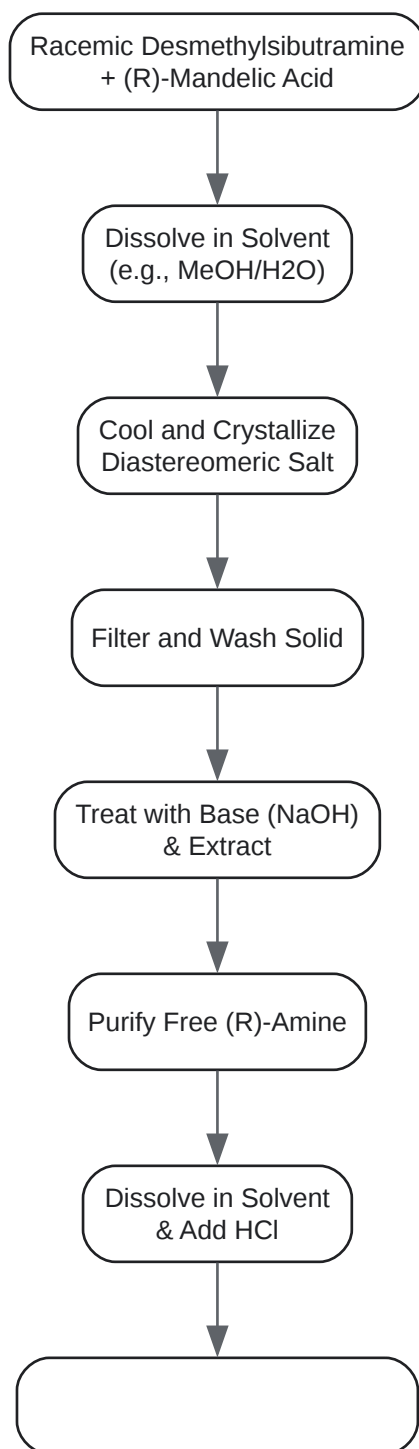 Racemic Desmethylsibutramine
+ (R)-Mandelic Acid
Dissolve in Solvent
(e.g., MeOH/H2O)
Cool and Crystallize
Diastereomeric Salt
Filter and Wash Solid
Treat with Base (NaOH)
& Extract
Purify Free (R)-Amine
Dissolve in Solvent
& Add HCl